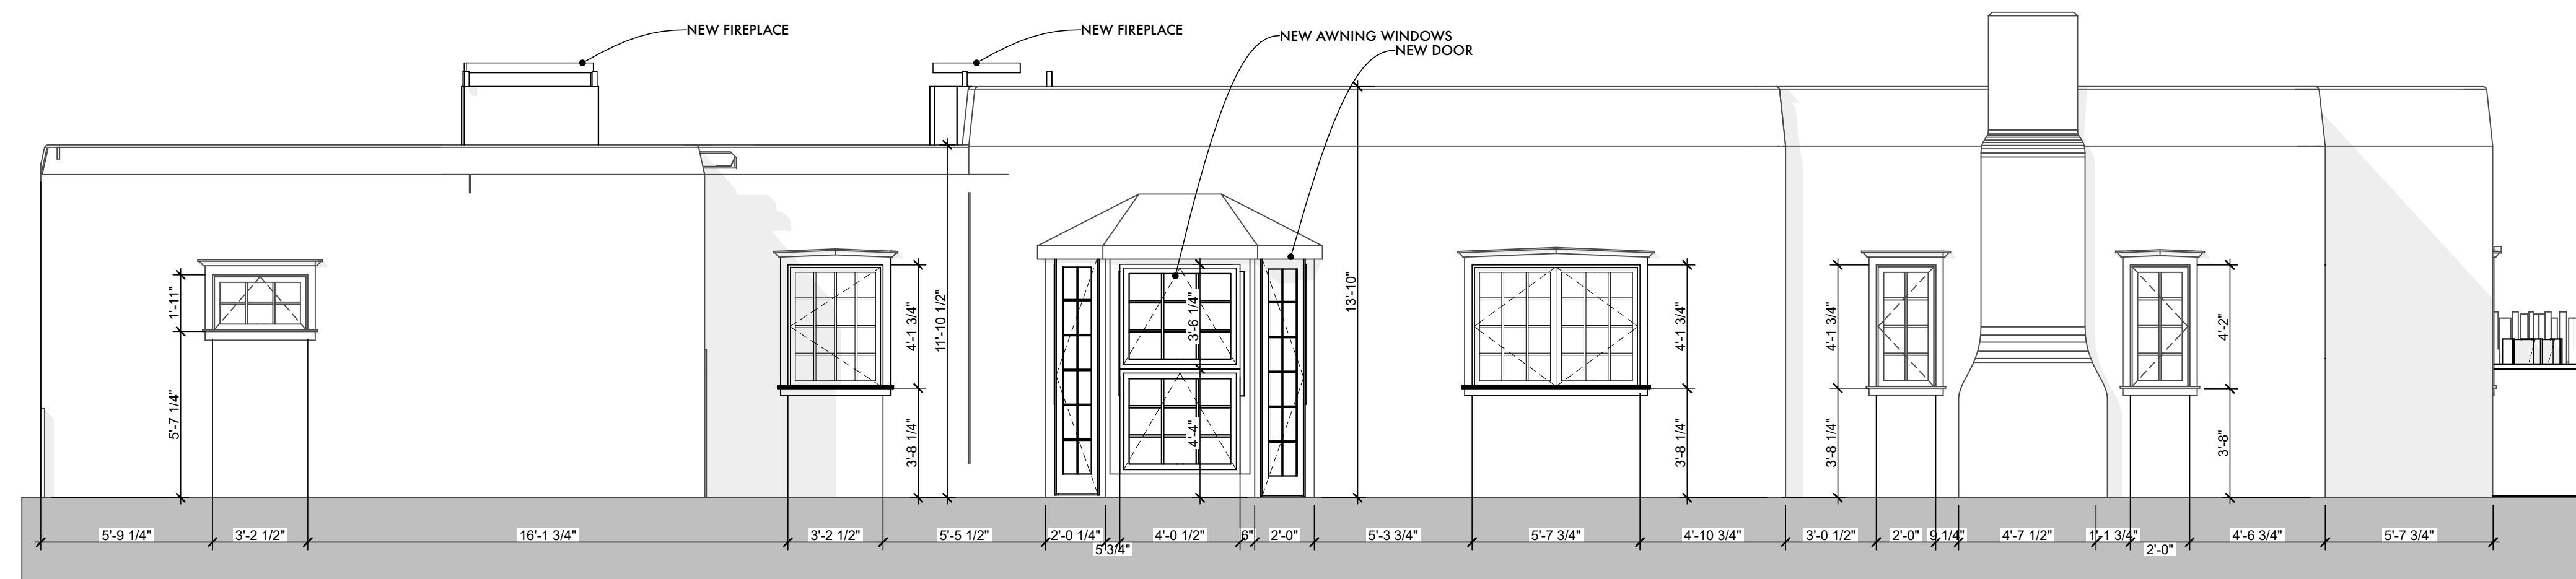 NEW FIREPLACE
NEW FIREPLACE
NEW AWNING WINDOWS
NEW DOOR
1'-11"
5'-7 1/4"
4'-1 3/4"
3'-8 1/4"
11'-10 1/2"
3'-6 1/4"
4'-4"
13'-10"
4'-1 3/4"
3'-8 1/4"
4'-1 3/4"
3'-8 1/4"
4'-2"
3'-8"
5'-9 1/4" 3'-2 1/2" 16'-1 3/4" 3'-2 1/2" 5'-5 1/2" 2'-0 1/4" 4'-0 1/2" 6" 2'-0" 5'-3 3/4" 5'-7 3/4" 4'-10 3/4" 3'-0 1/2" 2'-0" 9 1/4" 4'-7 1/2" 1'-1 3/4" 4'-6 3/4" 5'-7 3/4"
5 3/4" 2'-0"